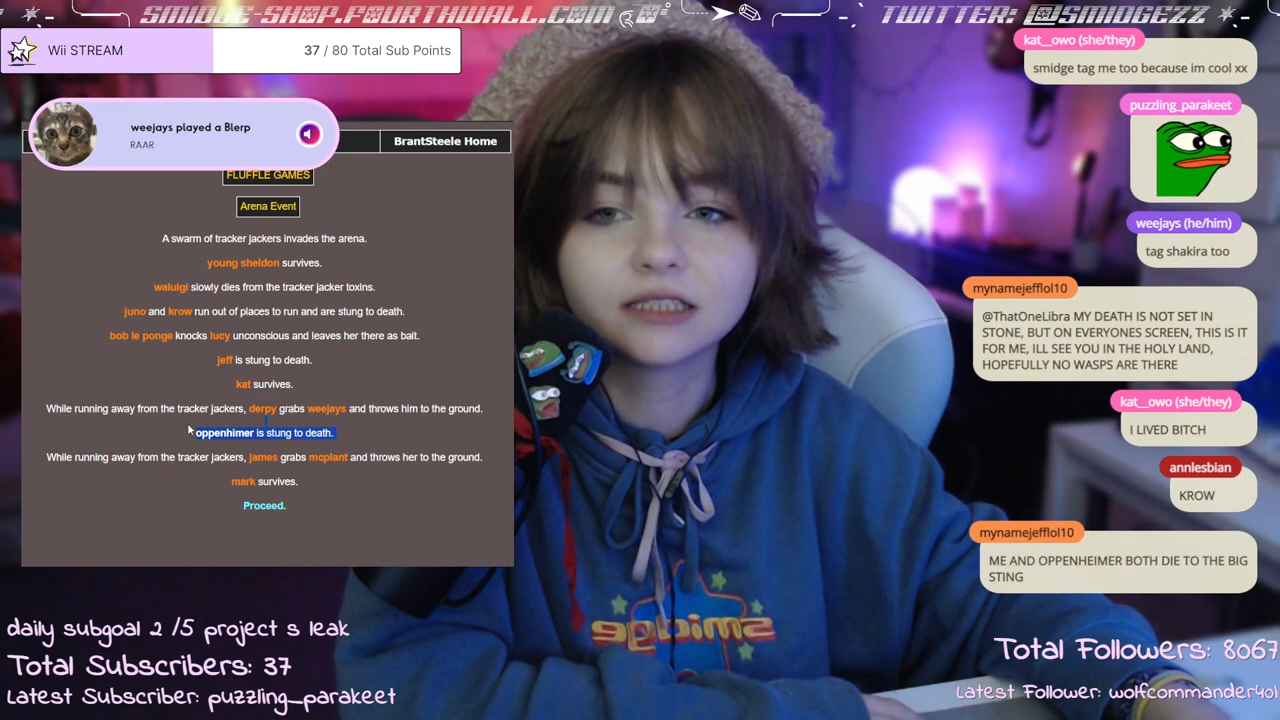 SMIDGE-SHOP.FOURTHWALL.COM
TWITTER: @SMIDGEZZ
Wii STREAM
37 / 80 Total Sub Points
weejays played a Blerp
RAAR
BrantSteele Home
FLUFFLE GAMES
Arena Event
A swarm of tracker jackers invades the arena.
young sheldon survives.
waluigi slowly dies from the tracker jacker toxins.
juno and krow run out of places to run and are stung to death.
bob le ponge knocks lucy unconscious and leaves her there as bait.
jeff is stung to death.
kat survives.
While running away from the tracker jackers, derpy grabs weejays and throws him to the ground.
oppenhimer is stung to death.
While running away from the tracker jackers, james grabs mcplant and throws her to the ground.
mark survives.
Proceed.
kat__owo (she/they)
smidge tag me too because im cool xx
puzzling_parakeet
weejays (he/him)
tag shakira too
mynamejefflol10
@ThatOneLibra MY DEATH IS NOT SET IN
STONE, BUT ON EVERYONES SCREEN, THIS IS IT
FOR ME, ILL SEE YOU IN THE HOLY LAND,
HOPEFULLY NO WASPS ARE THERE
kat__owo (she/they)
I LIVED BITCH
annlesbian
KROW
mynamejefflol10
ME AND OPPENHEIMER BOTH DIE TO THE BIG
STING
smidge
daily subgoal 2 /5 project s leak
Total Subscribers: 37
Latest Subscriber: puzzling_parakeet
Total Followers: 8067
Latest Follower: wolfcommander401